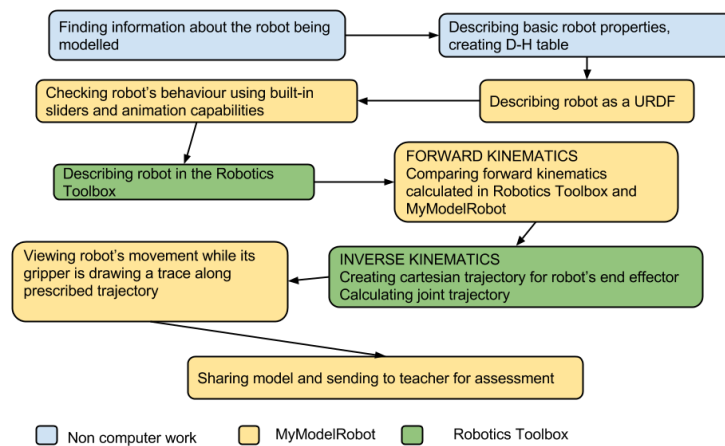 Finding information about the robot being
modelled
Describing basic robot properties,
creating D-H table
Checking robot's behaviour using built-in
sliders and animation capabilities
Describing robot as a URDF
Describing robot in the Robotics
Toolbox
FORWARD KINEMATICS
Comparing forward kinematics
calculated in Robotics Toolbox and
MyModelRobot
Viewing robot's movement while its
gripper is drawing a trace along
prescribed trajectory
INVERSE KINEMATICS
Creating cartesian trajectory for robot's end effector
Calculating joint trajectory
Sharing model and sending to teacher for assessment
Non computer work
MyModelRobot
Robotics Toolbox